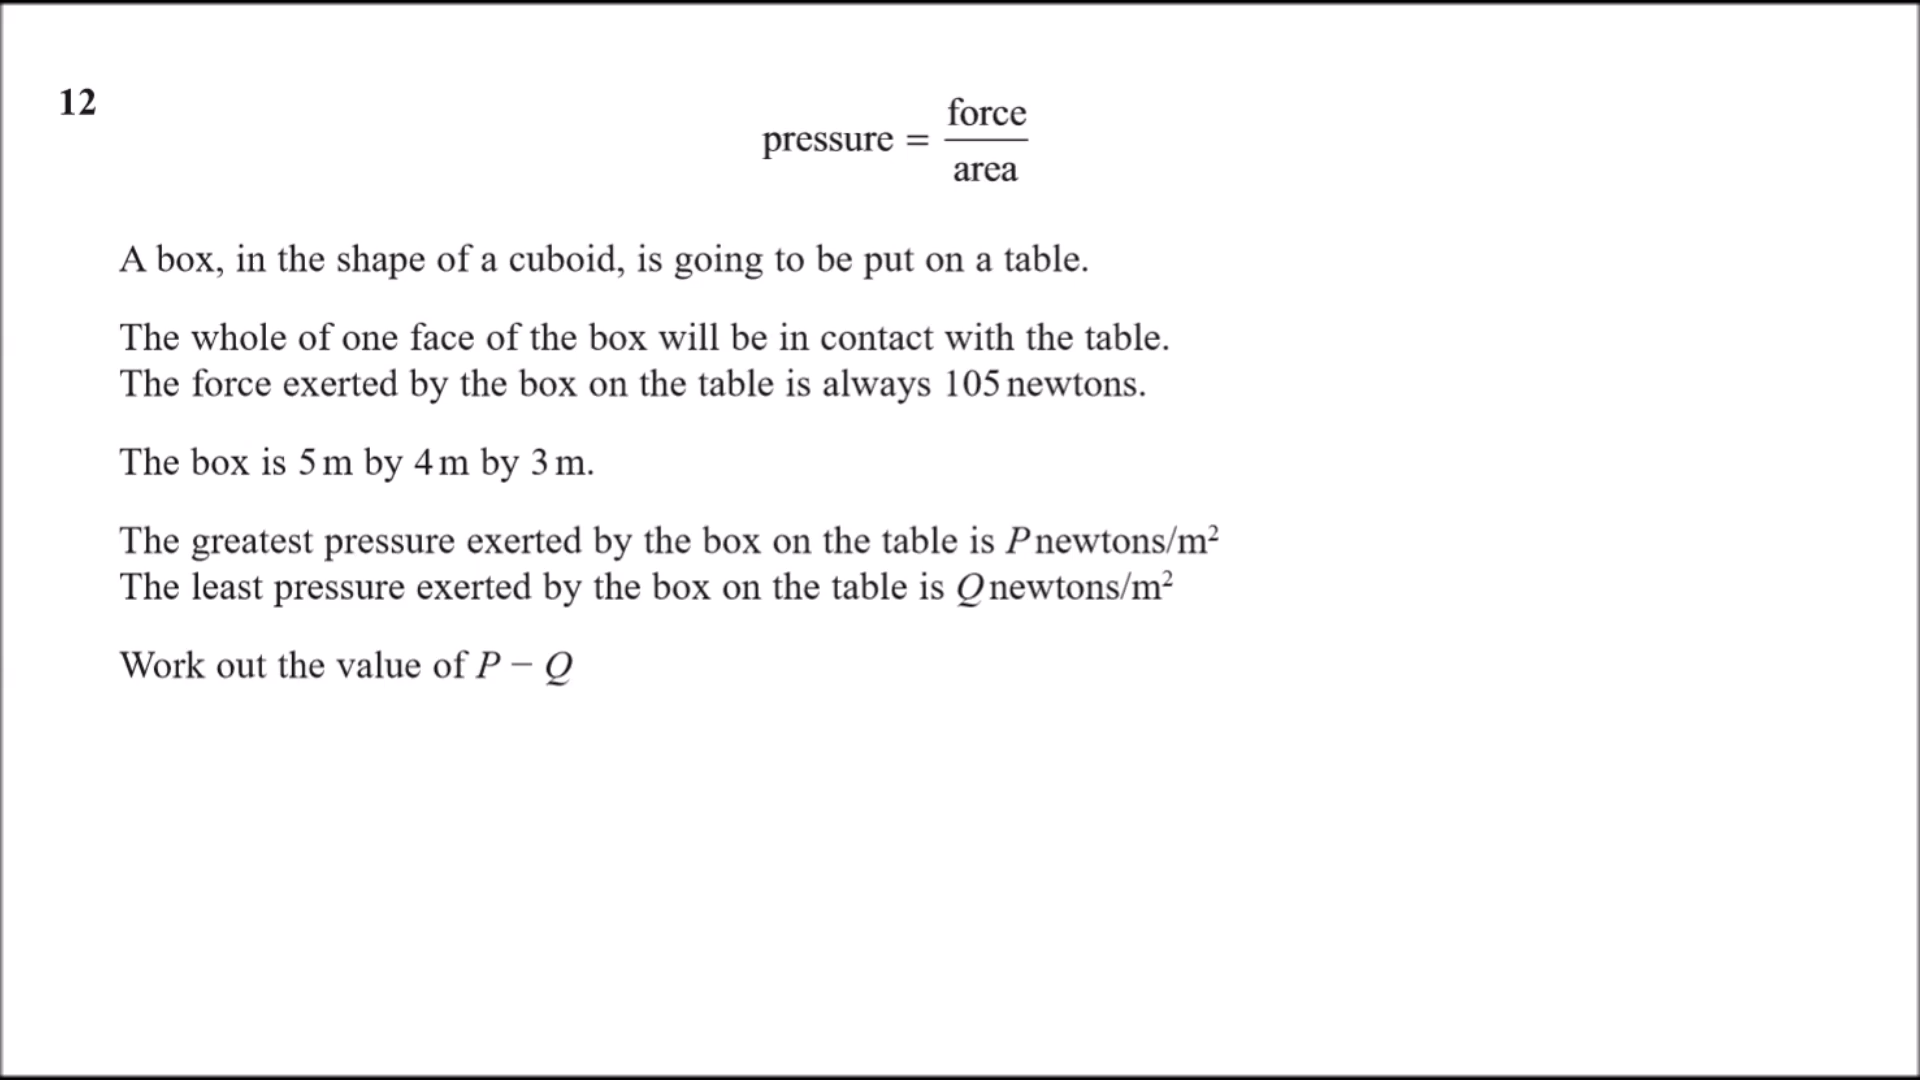 12
pressure = force / area
A box, in the shape of a cuboid, is going to be put on a table.
The whole of one face of the box will be in contact with the table.
The force exerted by the box on the table is always 105 newtons.
The box is 5 m by 4 m by 3 m.
The greatest pressure exerted by the box on the table is P newtons/m²
The least pressure exerted by the box on the table is Q newtons/m²
Work out the value of P − Q